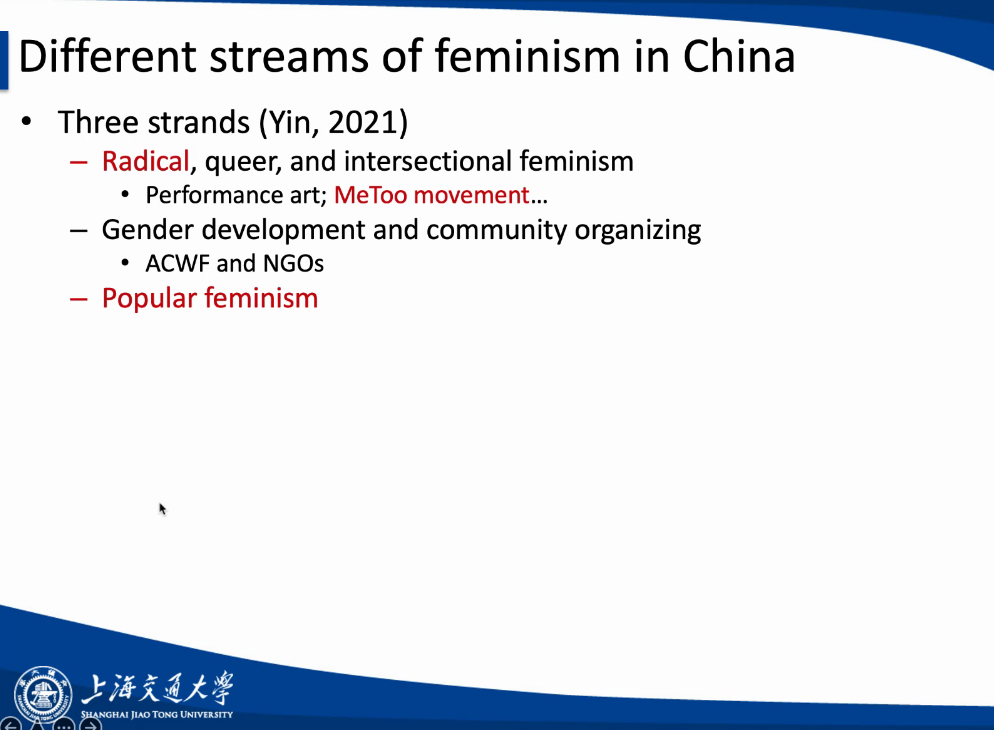 Different streams of feminism in China
• Three strands (Yin, 2021)
– Radical, queer, and intersectional feminism
• Performance art; MeToo movement…
– Gender development and community organizing
• ACWF and NGOs
– Popular feminism
上海交通大学
SHANGHAI JIAO TONG UNIVERSITY